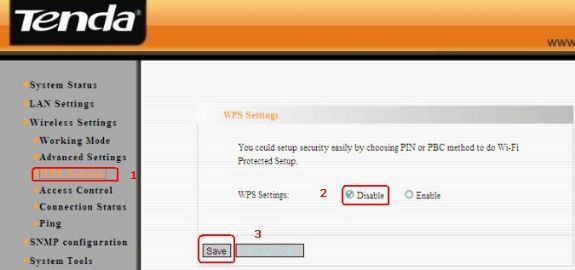 Tenda
www
System Status
LAN Settings
Wireless Settings
Working Mode
Advanced Settings
WPS Settings 1
Access Control
Connection Status
Ping
SNMP configuration
System Tools
WPS Settings
You could setup security easily by choosing PIN or PBC method to do Wi-Fi
Protected Setup.
WPS Settings: 2 Disable Enable
3
Save